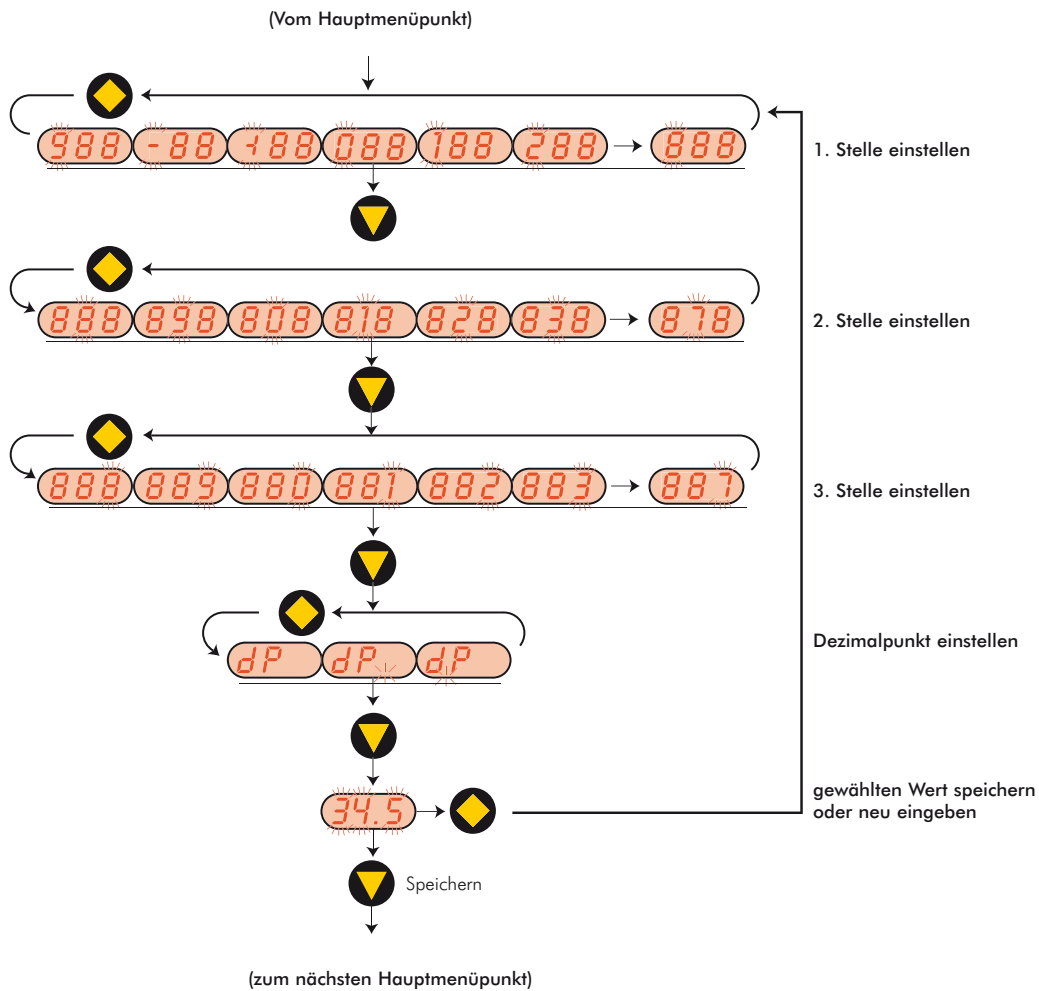 (Vom Hauptmenüpunkt)
988 -88 -188 088 188 288 888
1. Stelle einstellen
888 898 808 818 828 838 878
2. Stelle einstellen
888 889 880 881 882 883 887
3. Stelle einstellen
dP dP. d.P
Dezimalpunkt einstellen
34.5
gewählten Wert speichern
oder neu eingeben
Speichern
(zum nächsten Hauptmenüpunkt)